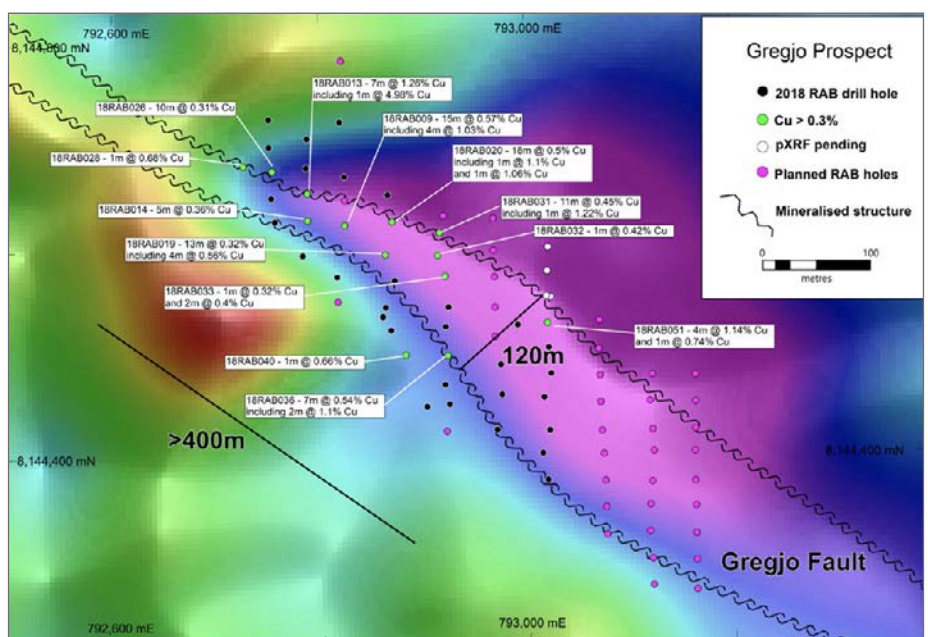 792,600 mE
793,000 mE
8,144,800 mN
Gregjo Prospect
2018 RAB drill hole
Cu > 0.3%
pXRF pending
Planned RAB holes
Mineralised structure
0
100
metres
18RAB013 - 7m @ 1.26% Cu
including 1m @ 4.98% Cu
18RAB026 - 10m @ 0.31% Cu
18RAB009 - 15m @ 0.57% Cu
including 4m @ 1.03% Cu
18RAB028 - 1m @ 0.68% Cu
18RAB020 - 18m @ 0.5% Cu
including 1m @ 1.1% Cu
and 1m @ 1.06% Cu
18RAB014 - 5m @ 0.36% Cu
18RAB031 - 11m @ 0.45% Cu
including 1m @ 1.22% Cu
18RAB032 - 1m @ 0.42% Cu
18RAB019 - 13m @ 0.32% Cu
including 4m @ 0.56% Cu
18RAB033 - 1m @ 0.32% Cu
and 2m @ 0.4% Cu
18RAB051 - 4m @ 1.14% Cu
and 1m @ 0.74% Cu
120m
18RAB040 - 1m @ 0.66% Cu
18RAB036 - 7m @ 0.54% Cu
including 2m @ 1.1% Cu
>400m
8,144,400 mN
Gregjo Fault
792,600 mE
793,000 mE